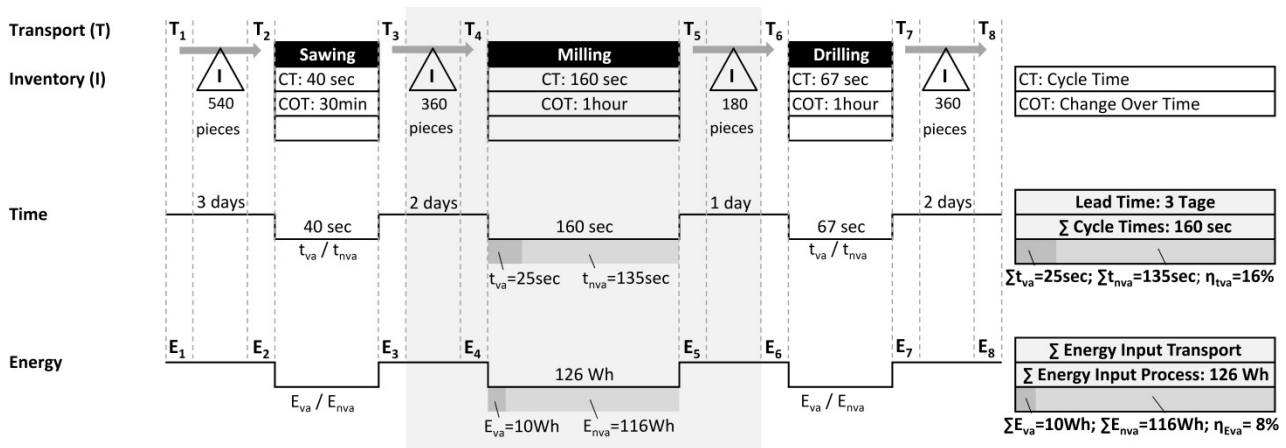 Transport (T)
T1 T2 T3 T4 T5 T6 T7 T8
Sawing Milling Drilling
Inventory (I)
I I I I
CT: 40 sec CT: 160 sec CT: 67 sec CT: Cycle Time
COT: 30min COT: 1hour COT: 1hour COT: Change Over Time
540 360 180 360
pieces pieces pieces pieces
3 days 2 days 1 day 2 days Lead Time: 3 Tage
Time
40 sec 160 sec 67 sec ∑ Cycle Times: 160 sec
tva / tnva tva / tnva
tva=25sec tnva=135sec ∑tva=25sec; ∑tnva=135sec; ηtva=16%
E1 E2 E3 E4 E5 E6 E7 E8
Energy
∑ Energy Input Transport
126 Wh ∑ Energy Input Process: 126 Wh
Eva / Enva Eva / Enva
Eva=10Wh Enva=116Wh ∑Eva=10Wh; ∑Enva=116Wh; ηEva= 8%